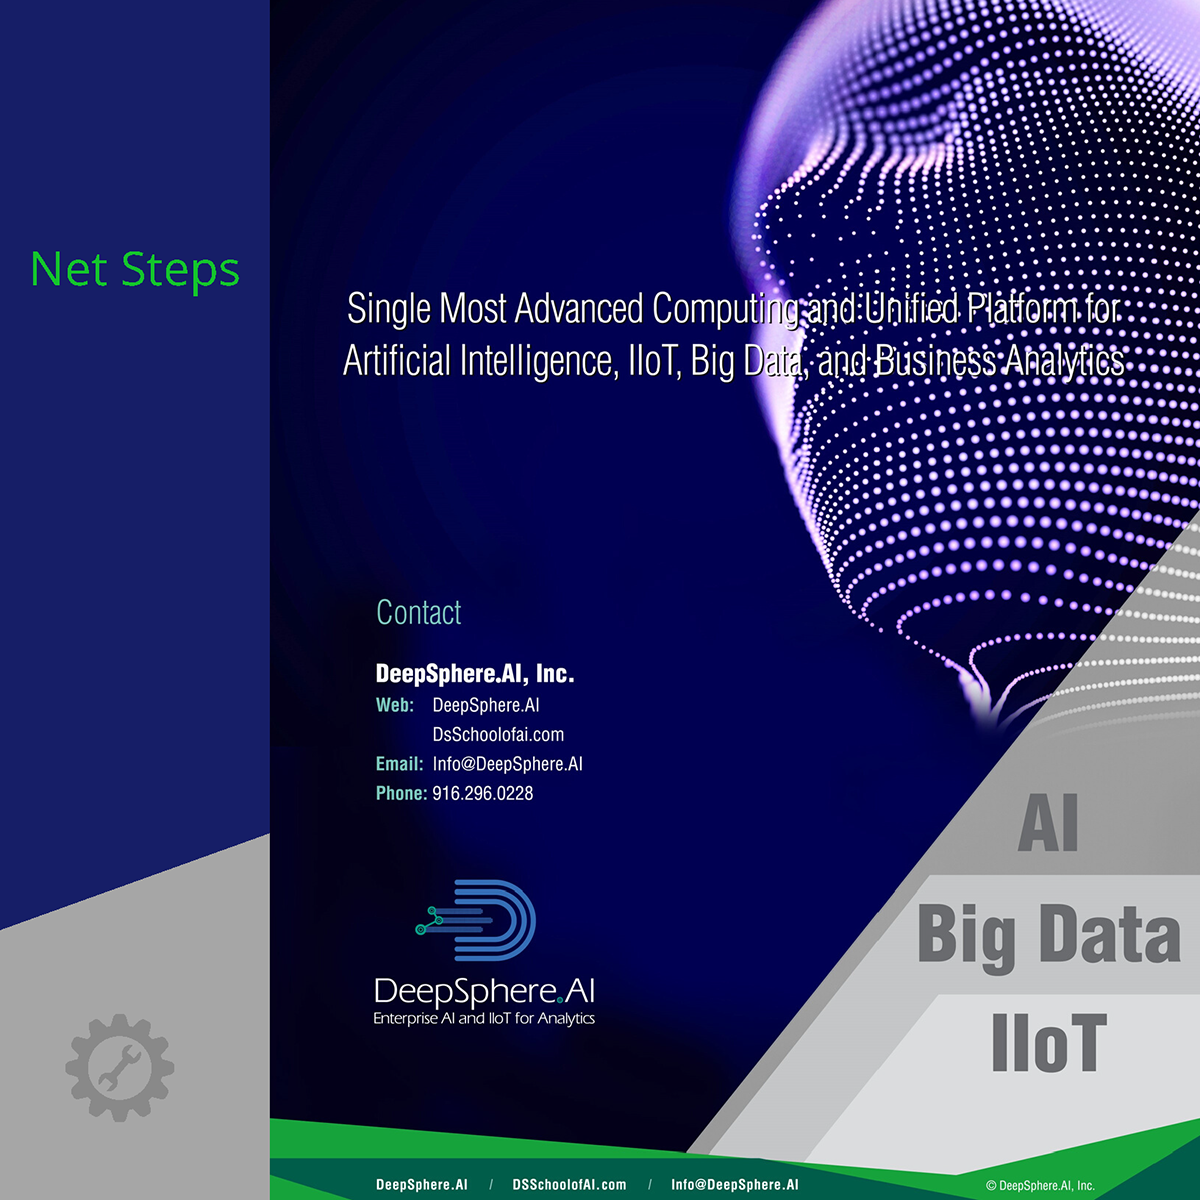 Net Steps
Single Most Advanced Computing and Unified Platform for
Artificial Intelligence, IIoT, Big Data, and Business Analytics
Contact
DeepSphere.AI, Inc.
Web: DeepSphere.AI
DsSchoolofai.com
Email: Info@DeepSphere.AI
Phone: 916.296.0228
DeepSphere.AI
Enterprise AI and IIoT for Analytics
AI
Big Data
IIoT
DeepSphere.AI / DSSchoolofAI.com / Info@DeepSphere.AI
© DeepSphere.AI, Inc.